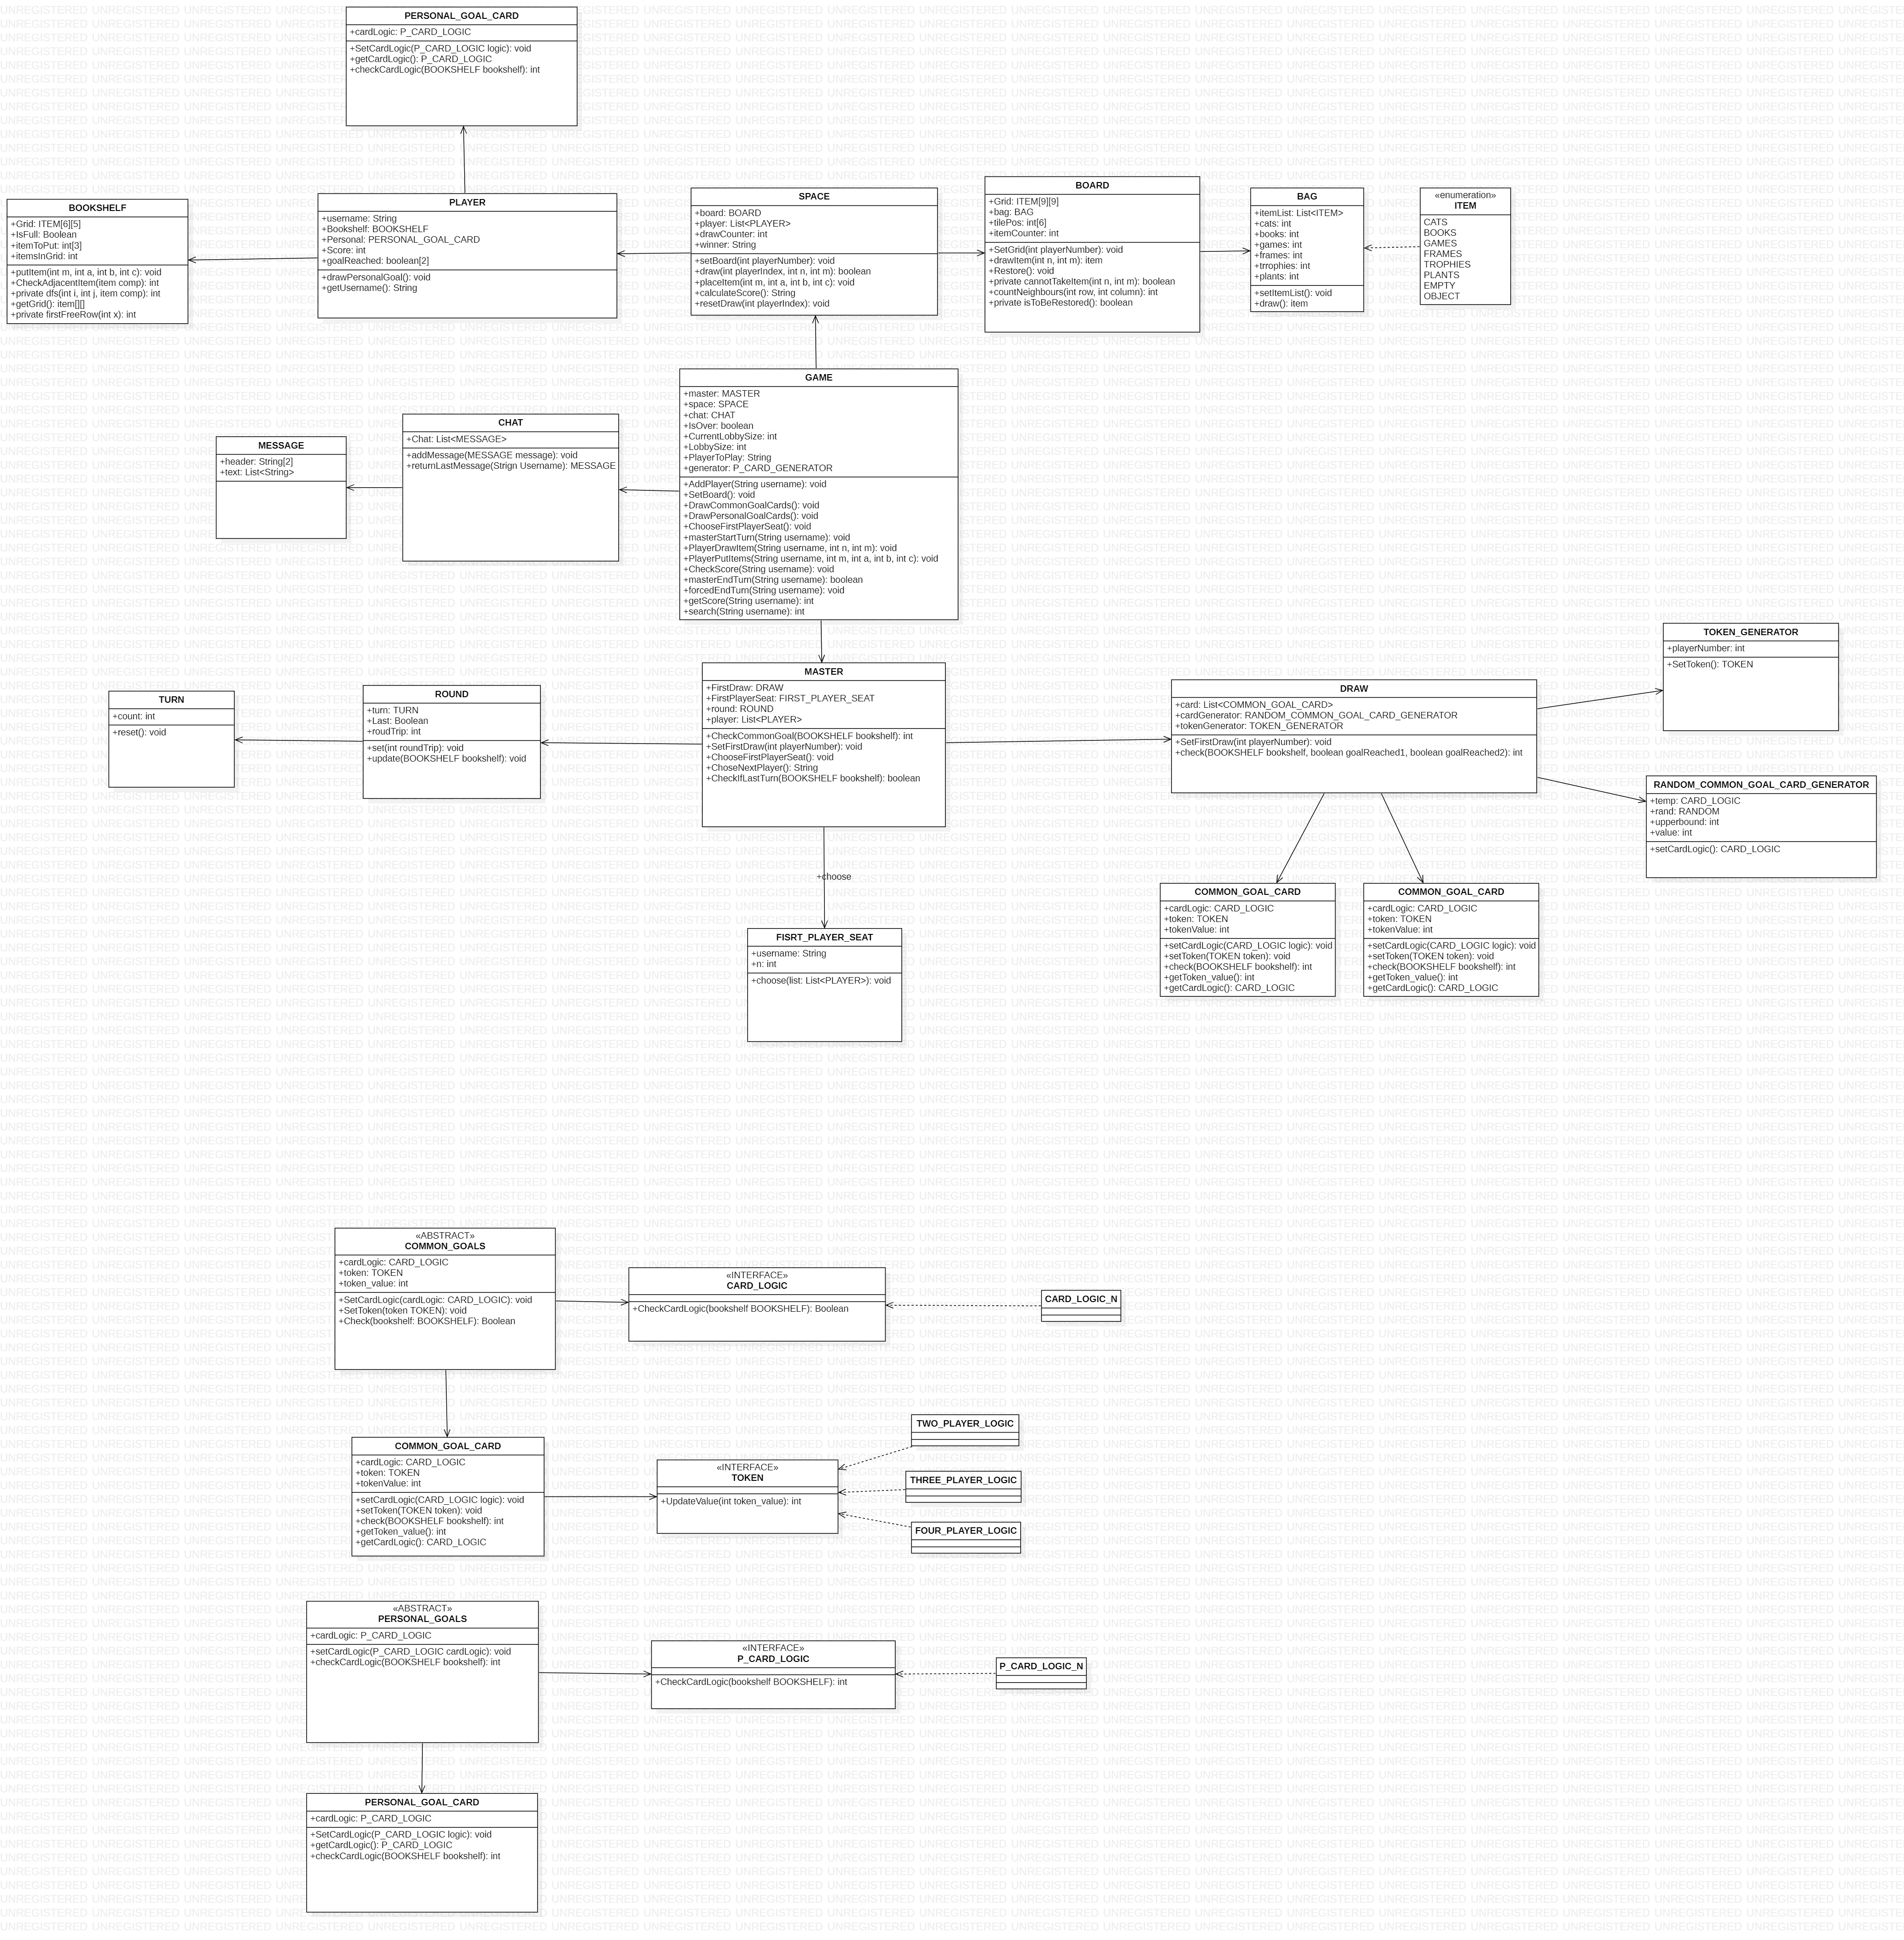 PERSONAL_GOAL_CARD
+cardLogic: P_CARD_LOGIC
+SetCardLogic(P_CARD_LOGIC logic): void
+getCardLogic(): P_CARD_LOGIC
+checkCardLogic(BOOKSHELF bookshelf): int
BOOKSHELF
+Grid: ITEM[6][5]
+IsFull: Boolean
+itemToPut: int[3]
+itemsInGrid: int
+putItem(int m, int a, int b, int c): void
+CheckAdjacentItem(item comp): int
+private dfs(int i, int j, item comp): int
+getGrid(): item[][]
+private firstFreeRow(int x): int
PLAYER
+username: String
+Bookshelf: BOOKSHELF
+Personal: PERSONAL_GOAL_CARD
+Score: int
+goalReached: boolean[2]
+drawPersonalGoal(): void
+getUsername(): String
SPACE
+board: BOARD
+player: List<PLAYER>
+drawCounter: int
+winner: String
+setBoard(int playerNumber): void
+draw(int playerIndex, int n, int m): boolean
+placeItem(int m, int a, int b, int c): void
+calculateScore(): String
+resetDraw(int playerIndex): void
BOARD
+Grid: ITEM[9][9]
+bag: BAG
+tilePos: int[6]
+itemCounter: int
+SetGrid(int playerNumber): void
+drawItem(int n, int m): item
+Restore(): void
+private cannotTakeItem(int n, int m): boolean
+countNeighbours(int row, int column): int
+private isToBeRestored(): boolean
BAG
+itemList: List<ITEM>
+cats: int
+books: int
+games: int
+frames: int
+trrophies: int
+plants: int
+setItemList(): void
+draw(): item
«enumeration»
ITEM
CATS
BOOKS
GAMES
FRAMES
TROPHIES
PLANTS
EMPTY
OBJECT
GAME
+master: MASTER
+space: SPACE
+chat: CHAT
+IsOver: boolean
+CurrentLobbySize: int
+LobbySize: int
+PlayerToPlay: String
+generator: P_CARD_GENERATOR
+AddPlayer(String username): void
+SetBoard(): void
+DrawCommonGoalCards(): void
+DrawPersonalGoalCards(): void
+ChooseFirstPlayerSeat(): void
+masterStartTurn(String username): void
+PlayerDrawItem(String username, int n, int m): void
+PlayerPutItems(String username, int m, int a, int b, int c): void
+CheckScore(String username): void
+masterEndTurn(String username): boolean
+forcedEndTurn(String username): void
+getScore(String username): int
+search(String username): int
CHAT
+Chat: List<MESSAGE>
+addMessage(MESSAGE message): void
+returnLastMessage(Strign Username): MESSAGE
MESSAGE
+header: String[2]
+text: List<String>
TURN
+count: int
+reset(): void
ROUND
+turn: TURN
+Last: Boolean
+roudTrip: int
+set(int roundTrip): void
+update(BOOKSHELF bookshelf): void
MASTER
+FirstDraw: DRAW
+FirstPlayerSeat: FIRST_PLAYER_SEAT
+round: ROUND
+player: List<PLAYER>
+CheckCommonGoal(BOOKSHELF bookshelf): int
+SetFirstDraw(int playerNumber): void
+ChooseFirstPlayerSeat(): void
+ChoseNextPlayer(): String
+CheckIfLastTurn(BOOKSHELF bookshelf): boolean
DRAW
+card: List<COMMON_GOAL_CARD>
+cardGenerator: RANDOM_COMMON_GOAL_CARD_GENERATOR
+tokenGenerator: TOKEN_GENERATOR
+SetFirstDraw(int playerNumber): void
+check(BOOKSHELF bookshelf, boolean goalReached1, boolean goalReached2): int
TOKEN_GENERATOR
+playerNumber: int
+SetToken(): TOKEN
RANDOM_COMMON_GOAL_CARD_GENERATOR
+temp: CARD_LOGIC
+rand: RANDOM
+upperbound: int
+value: int
+setCardLogic(): CARD_LOGIC
+choose
FISRT_PLAYER_SEAT
+username: String
+n: int
+choose(list: List<PLAYER>): void
COMMON_GOAL_CARD
+cardLogic: CARD_LOGIC
+token: TOKEN
+tokenValue: int
+setCardLogic(CARD_LOGIC logic): void
+setToken(TOKEN token): void
+check(BOOKSHELF bookshelf): int
+getToken_value(): int
+getCardLogic(): CARD_LOGIC
COMMON_GOAL_CARD
+cardLogic: CARD_LOGIC
+token: TOKEN
+tokenValue: int
+setCardLogic(CARD_LOGIC logic): void
+setToken(TOKEN token): void
+check(BOOKSHELF bookshelf): int
+getToken_value(): int
+getCardLogic(): CARD_LOGIC
«ABSTRACT»
COMMON_GOALS
+cardLogic: CARD_LOGIC
+token: TOKEN
+token_value: int
+SetCardLogic(cardLogic: CARD_LOGIC): void
+SetToken(token TOKEN): void
+Check(bookshelf: BOOKSHELF): Boolean
«INTERFACE»
CARD_LOGIC
+CheckCardLogic(bookshelf BOOKSHELF): Boolean
CARD_LOGIC_N
COMMON_GOAL_CARD
+cardLogic: CARD_LOGIC
+token: TOKEN
+tokenValue: int
+setCardLogic(CARD_LOGIC logic): void
+setToken(TOKEN token): void
+check(BOOKSHELF bookshelf): int
+getToken_value(): int
+getCardLogic(): CARD_LOGIC
«INTERFACE»
TOKEN
+UpdateValue(int token_value): int
TWO_PLAYER_LOGIC
THREE_PLAYER_LOGIC
FOUR_PLAYER_LOGIC
«ABSTRACT»
PERSONAL_GOALS
+cardLogic: P_CARD_LOGIC
+setCardLogic(P_CARD_LOGIC cardLogic): void
+checkCardLogic(BOOKSHELF bookshelf): int
«INTERFACE»
P_CARD_LOGIC
+CheckCardLogic(bookshelf BOOKSHELF): int
P_CARD_LOGIC_N
PERSONAL_GOAL_CARD
+cardLogic: P_CARD_LOGIC
+SetCardLogic(P_CARD_LOGIC logic): void
+getCardLogic(): P_CARD_LOGIC
+checkCardLogic(BOOKSHELF bookshelf): int
UNREGISTERED